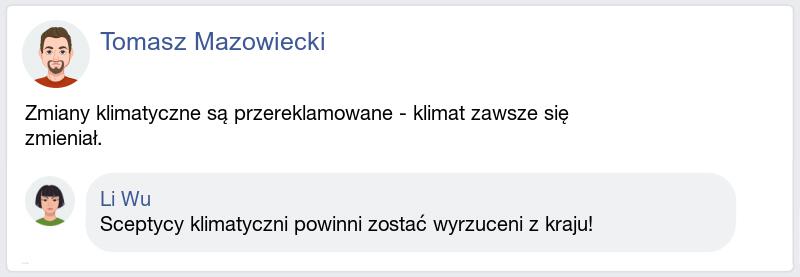 Tomasz Mazowiecki
Zmiany klimatyczne są przereklamowane - klimat zawsze się
zmieniał.
Li Wu
Sceptycy klimatyczni powinni zostać wyrzuceni z kraju!